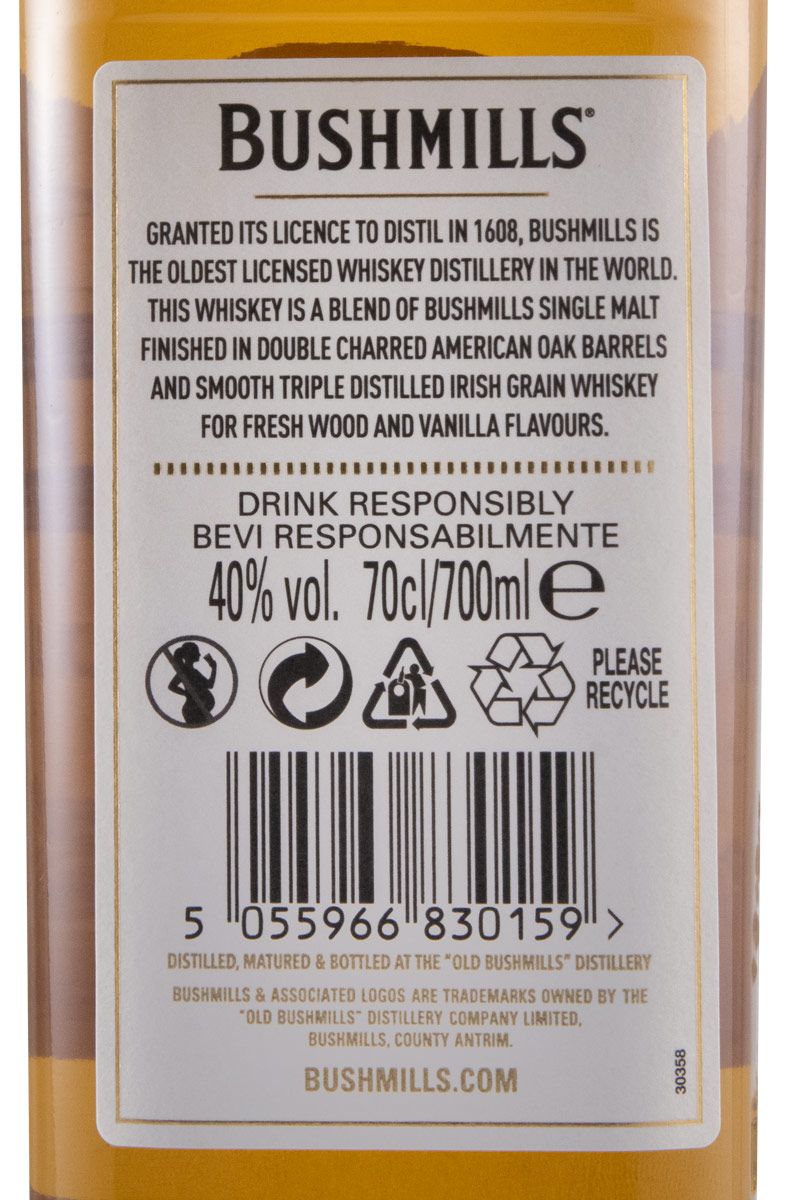 BUSHMILLS®
GRANTED ITS LICENCE TO DISTIL IN 1608, BUSHMILLS IS
THE OLDEST LICENSED WHISKEY DISTILLERY IN THE WORLD.
THIS WHISKEY IS A BLEND OF BUSHMILLS SINGLE MALT
FINISHED IN DOUBLE CHARRED AMERICAN OAK BARRELS
AND SMOOTH TRIPLE DISTILLED IRISH GRAIN WHISKEY
FOR FRESH WOOD AND VANILLA FLAVOURS.
DRINK RESPONSIBLY
BEVI RESPONSABILMENTE
40% vol. 70cl/700ml e
PLEASE
RECYCLE
5 055966 830159 >
DISTILLED, MATURED & BOTTLED AT THE "OLD BUSHMILLS" DISTILLERY
BUSHMILLS & ASSOCIATED LOGOS ARE TRADEMARKS OWNED BY THE
"OLD BUSHMILLS" DISTILLERY COMPANY LIMITED,
BUSHMILLS, COUNTY ANTRIM.
BUSHMILLS.COM
30358